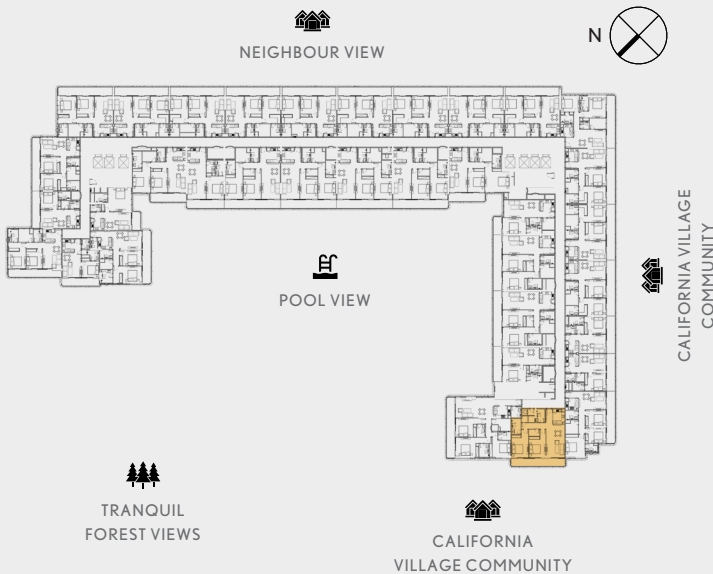 NEIGHBOUR VIEW
N
POOL VIEW
CALIFORNIA VILLAGE
COMMUNITY
TRANQUIL
FOREST VIEWS
CALIFORNIA
VILLAGE COMMUNITY